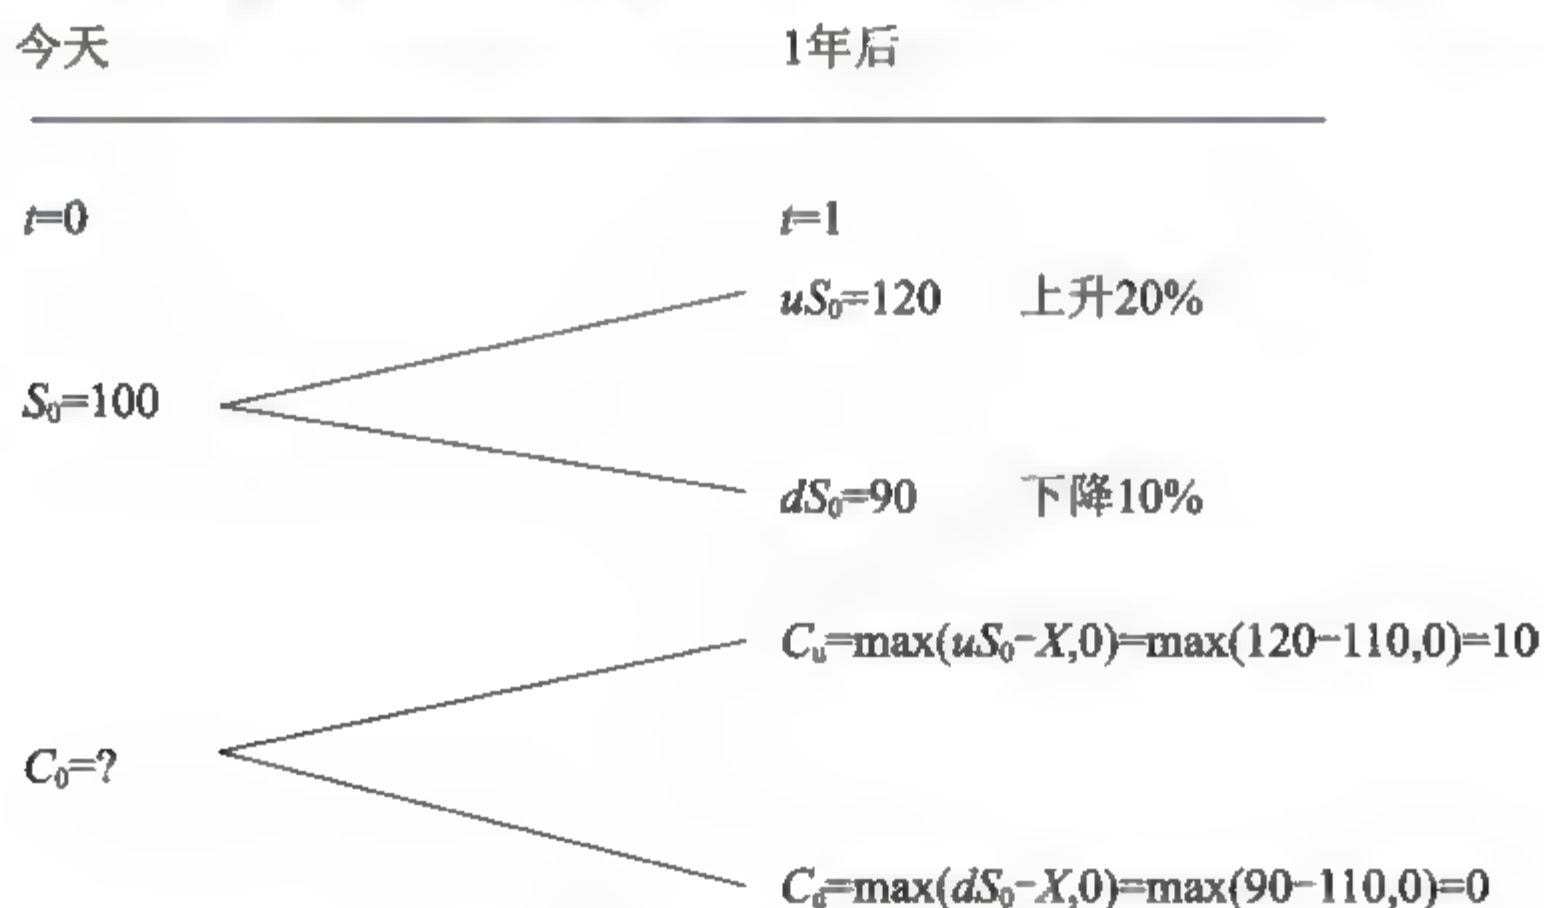 今天 1年后
t=0 t=1
uS₀=120 上升20%
S₀=100
dS₀=90 下降10%
Cᵤ=max(uS₀-X,0)=max(120-110,0)=10
C₀=?
C_d=max(dS₀-X,0)=max(90-110,0)=0